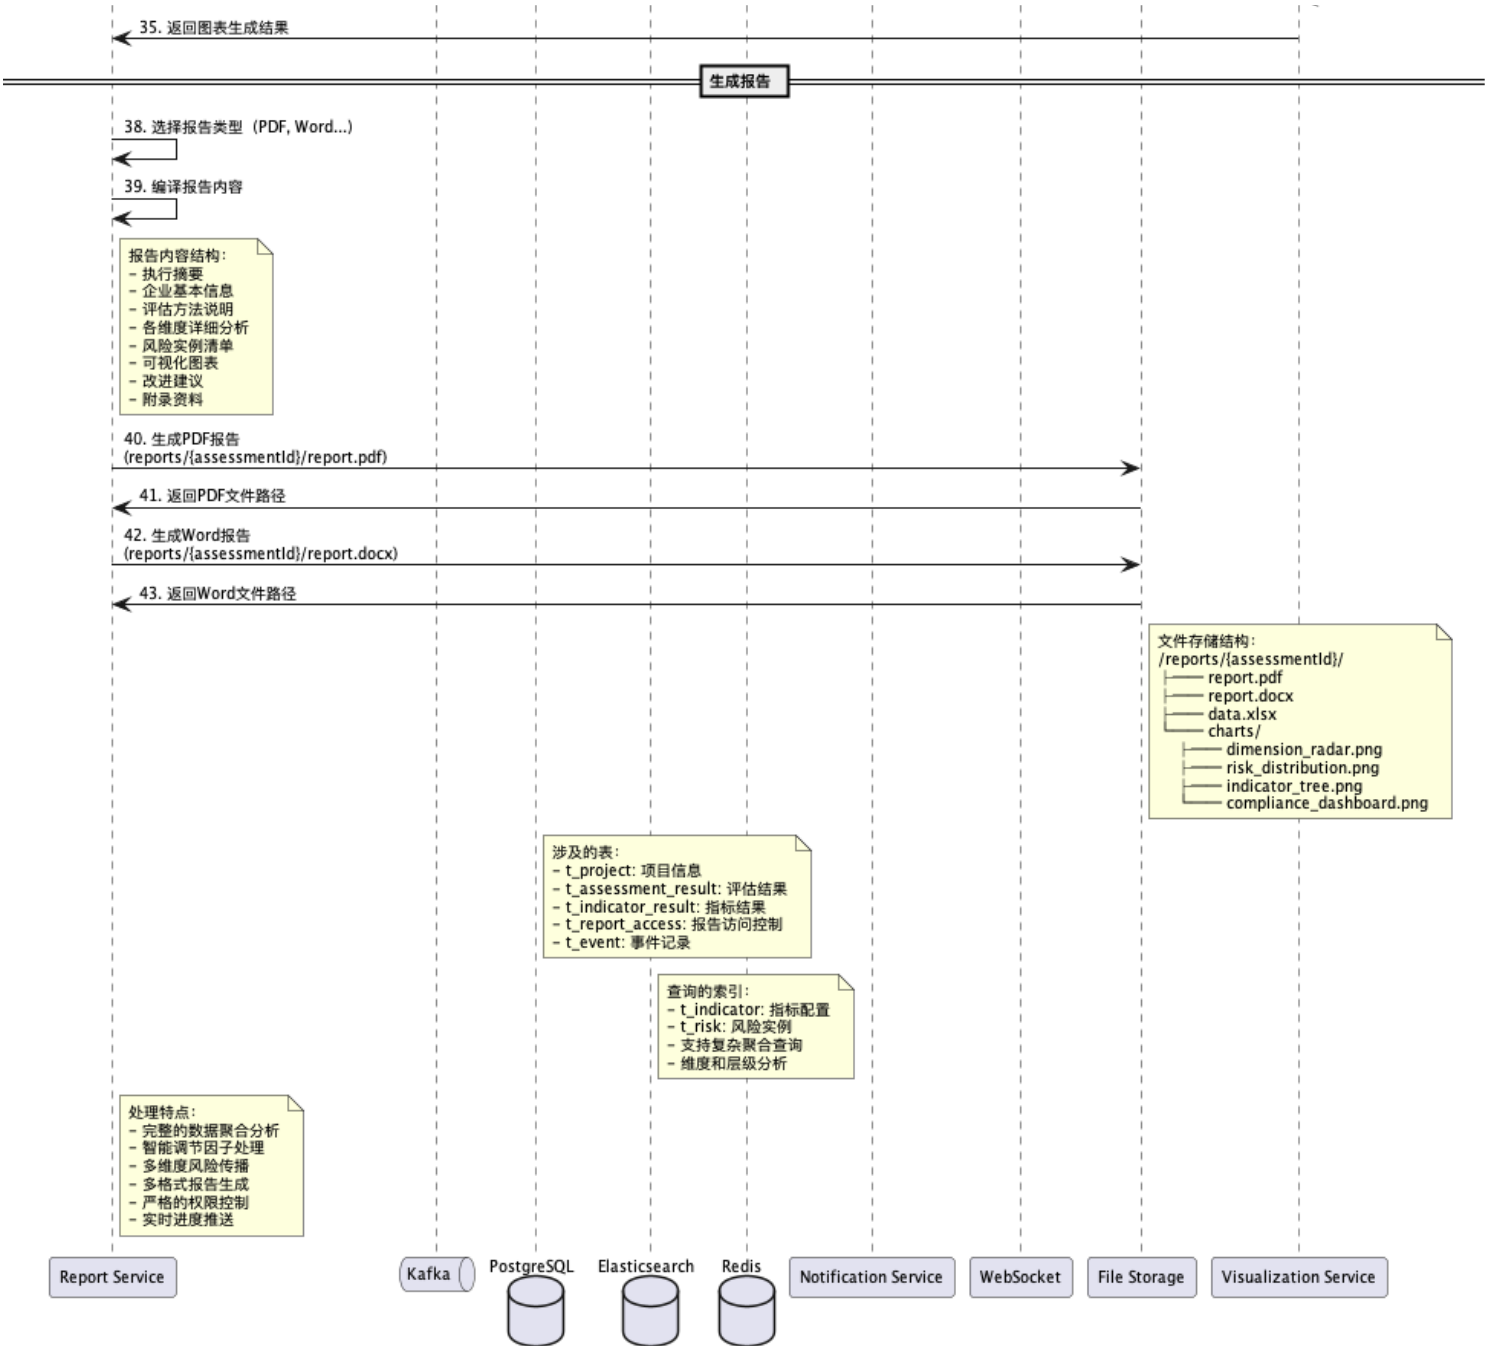 35. 返回图表生成结果
生成报告
38. 选择报告类型（PDF, Word...）
39. 编译报告内容
报告内容结构：
- 执行摘要
- 企业基本信息
- 评估方法说明
- 各维度详细分析
- 风险实例清单
- 可视化图表
- 改进建议
- 附录资料
40. 生成PDF报告
(reports/{assessmentId}/report.pdf)
41. 返回PDF文件路径
42. 生成Word报告
(reports/{assessmentId}/report.docx)
43. 返回Word文件路径
文件存储结构：
/reports/{assessmentId}/
├── report.pdf
├── report.docx
├── data.xlsx
└── charts/
├── dimension_radar.png
├── risk_distribution.png
├── indicator_tree.png
└── compliance_dashboard.png
涉及的表：
- t_project: 项目信息
- t_assessment_result: 评估结果
- t_indicator_result: 指标结果
- t_report_access: 报告访问控制
- t_event: 事件记录
查询的索引：
- t_indicator: 指标配置
- t_risk: 风险实例
- 支持复杂聚合查询
- 维度和层级分析
处理特点：
- 完整的数据聚合分析
- 智能调节因子处理
- 多维度风险传播
- 多格式报告生成
- 严格的权限控制
- 实时进度推送
Report Service
Kafka
PostgreSQL
Elasticsearch
Redis
Notification Service
WebSocket
File Storage
Visualization Service